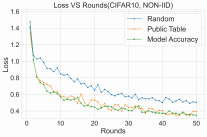 Loss VS Rounds(CIFAR10, NON-IID)
Random
Public Table
Model Accuracy
Loss
1.6
1.4
1.2
1.0
0.8
0.6
0.4
0 10 20 30 40 50
Rounds